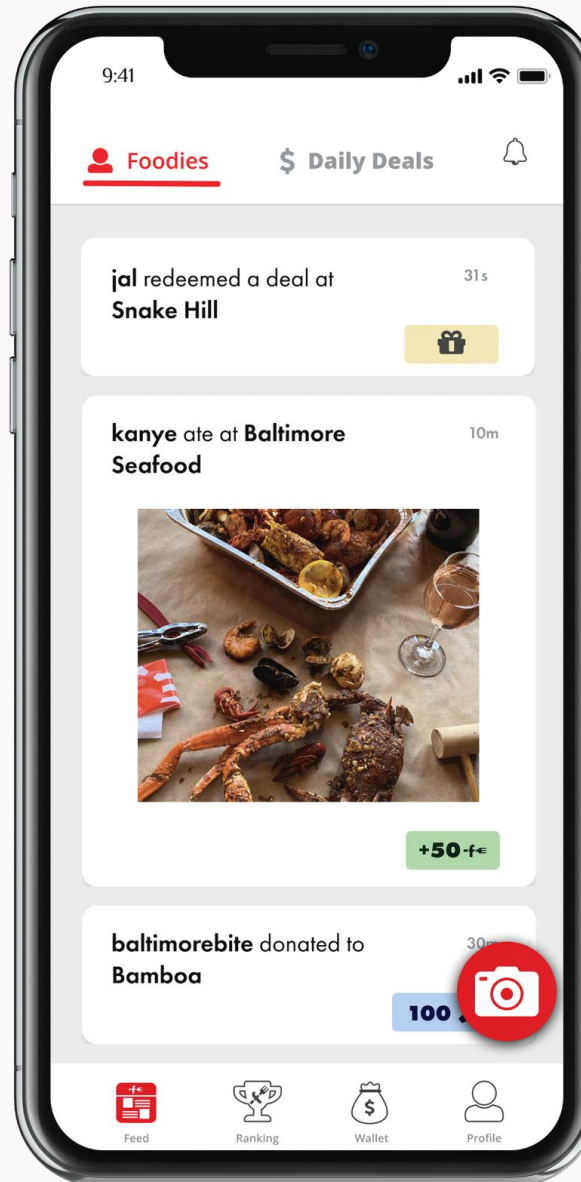 9:41
Foodies
$ Daily Deals
jal redeemed a deal at
31s
Snake Hill
kanye ate at Baltimore
10m
Seafood
+50
baltimorebite donated to
30m
Bamboa
100
$
Feed
Ranking
Wallet
Profile